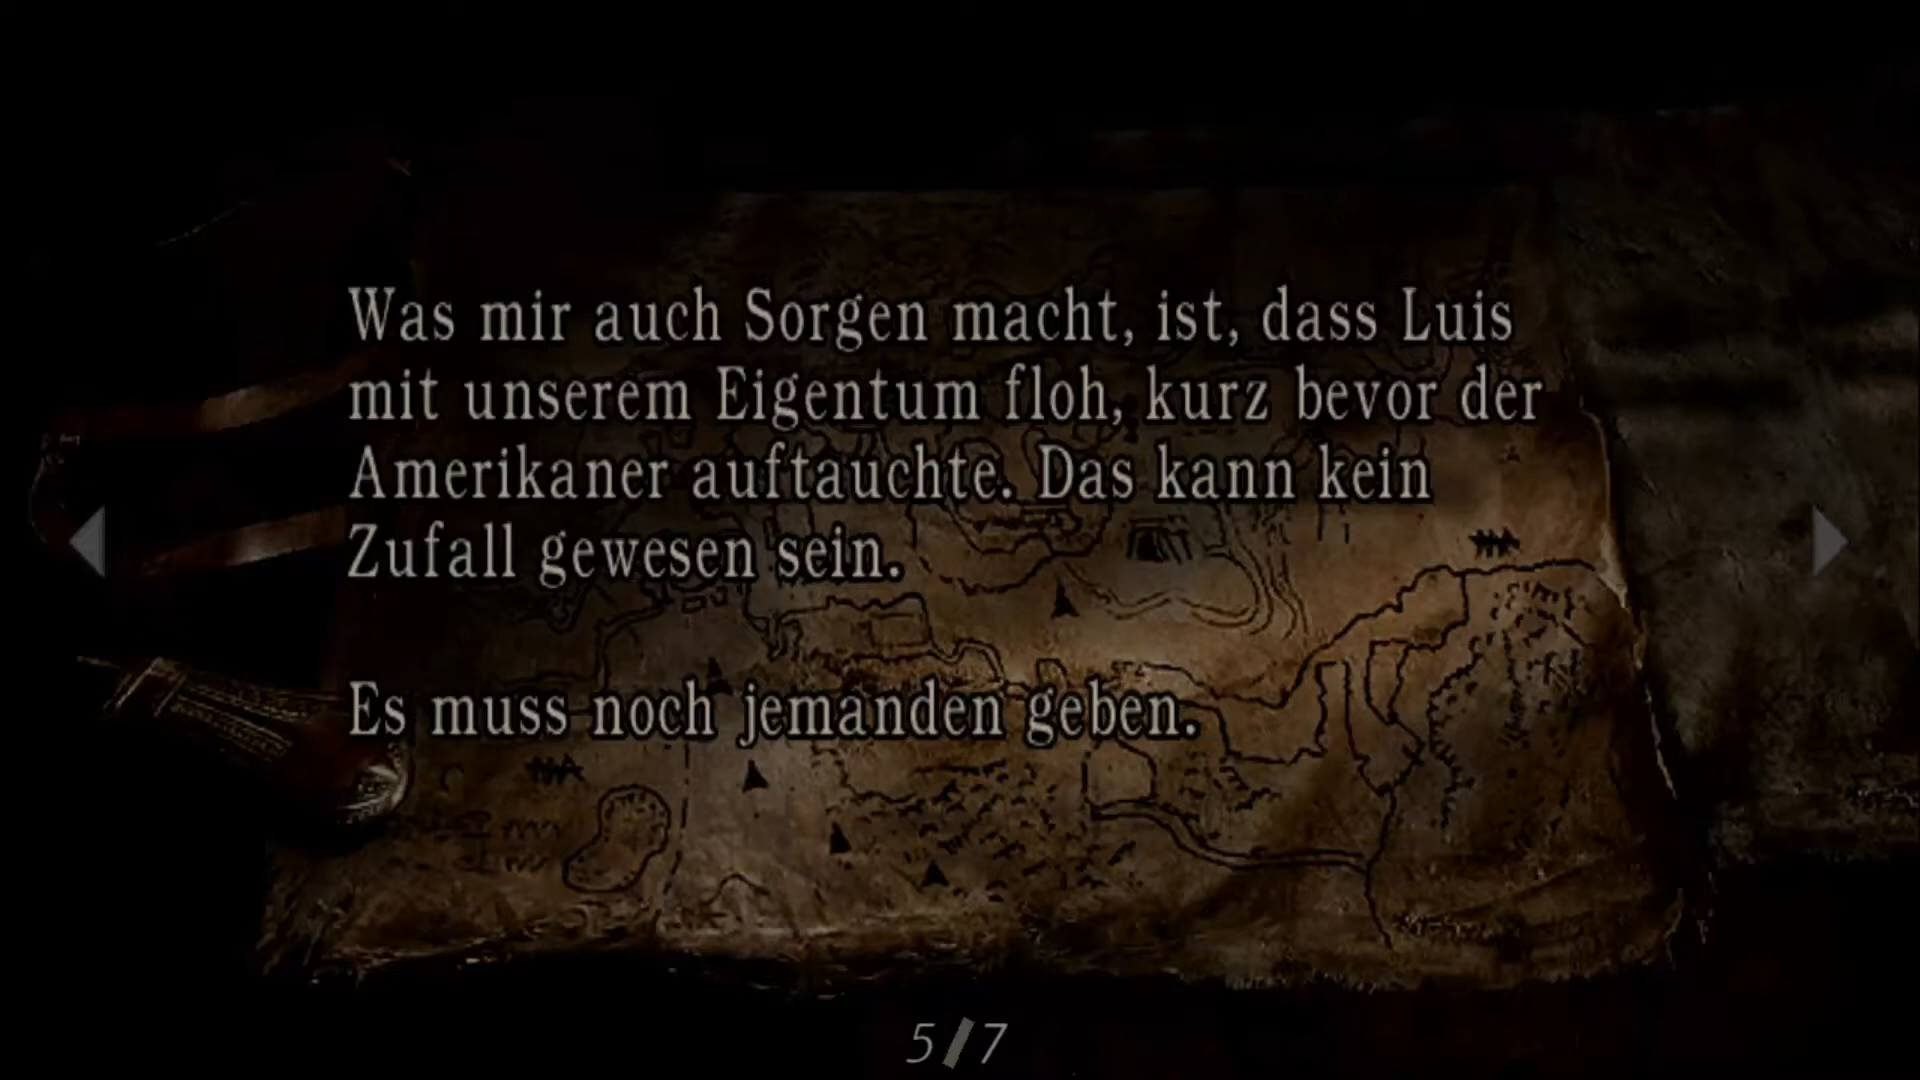 Was mir auch Sorgen macht, ist, dass Luis
mit unserem Eigentum floh, kurz bevor der
Amerikaner auftauchte. Das kann kein
Zufall gewesen sein.
Es muss noch jemanden geben.
5/7